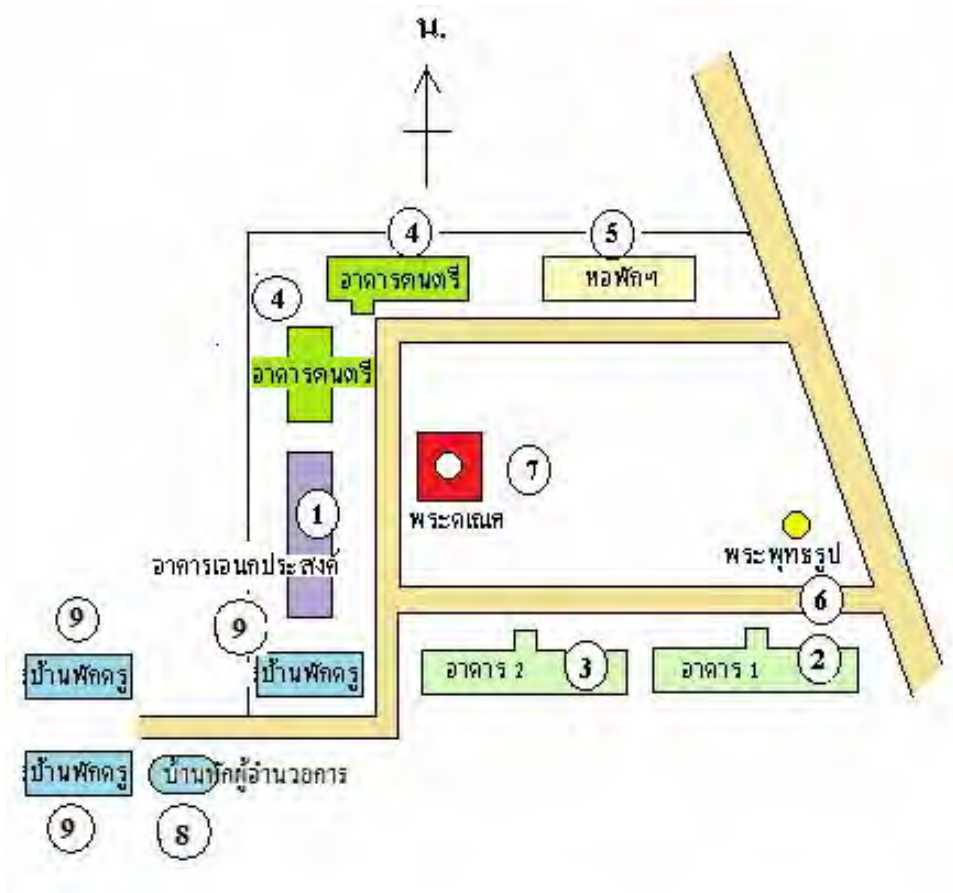 น.
4
5
อาคารดนตรี
หอพักฯ
4
อาคารดนตรี
7
1
พระคเณศ
พระพุทธรูป
อาคารเอนกประสงค์
6
9
9
บ้านพักครู
บ้านพักครู
อาคาร 2
3
อาคาร 1
2
บ้านพักครู
บ้านพักผู้อำนวยการ
9
8